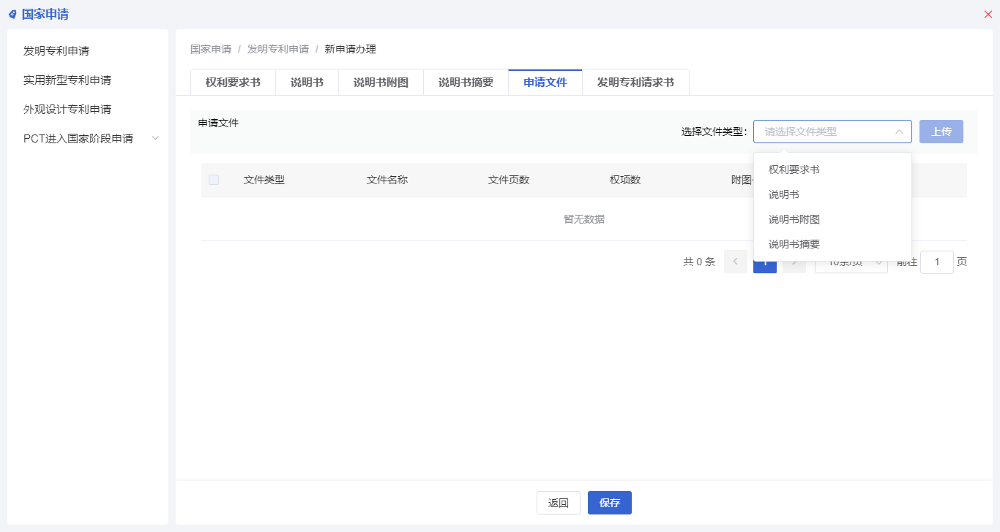 国家申请
发明专利申请
实用新型专利申请
外观设计专利申请
PCT进入国家阶段申请
国家申请 / 发明专利申请 / 新申请办理
权利要求书 说明书 说明书附图 说明书摘要 申请文件 发明专利请求书
申请文件
选择文件类型: 请选择文件类型 上传
权利要求书
说明书
说明书附图
说明书摘要
文件类型 文件名称 文件页数 权项数 附图
暂无数据
共 0 条 1 10条/页 前往 1 页
返回 保存